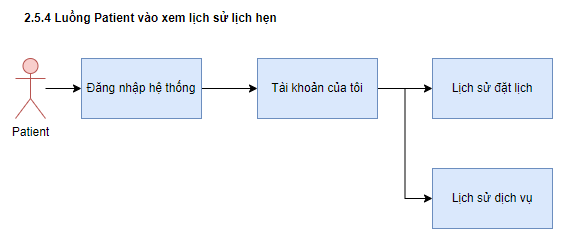 2.5.4 Luồng Patient vào xem lịch sử lịch hẹn
Đăng nhập hệ thống
Tài khoản của tôi
Lịch sử đặt lịch
Patient
Lịch sử dịch vụ